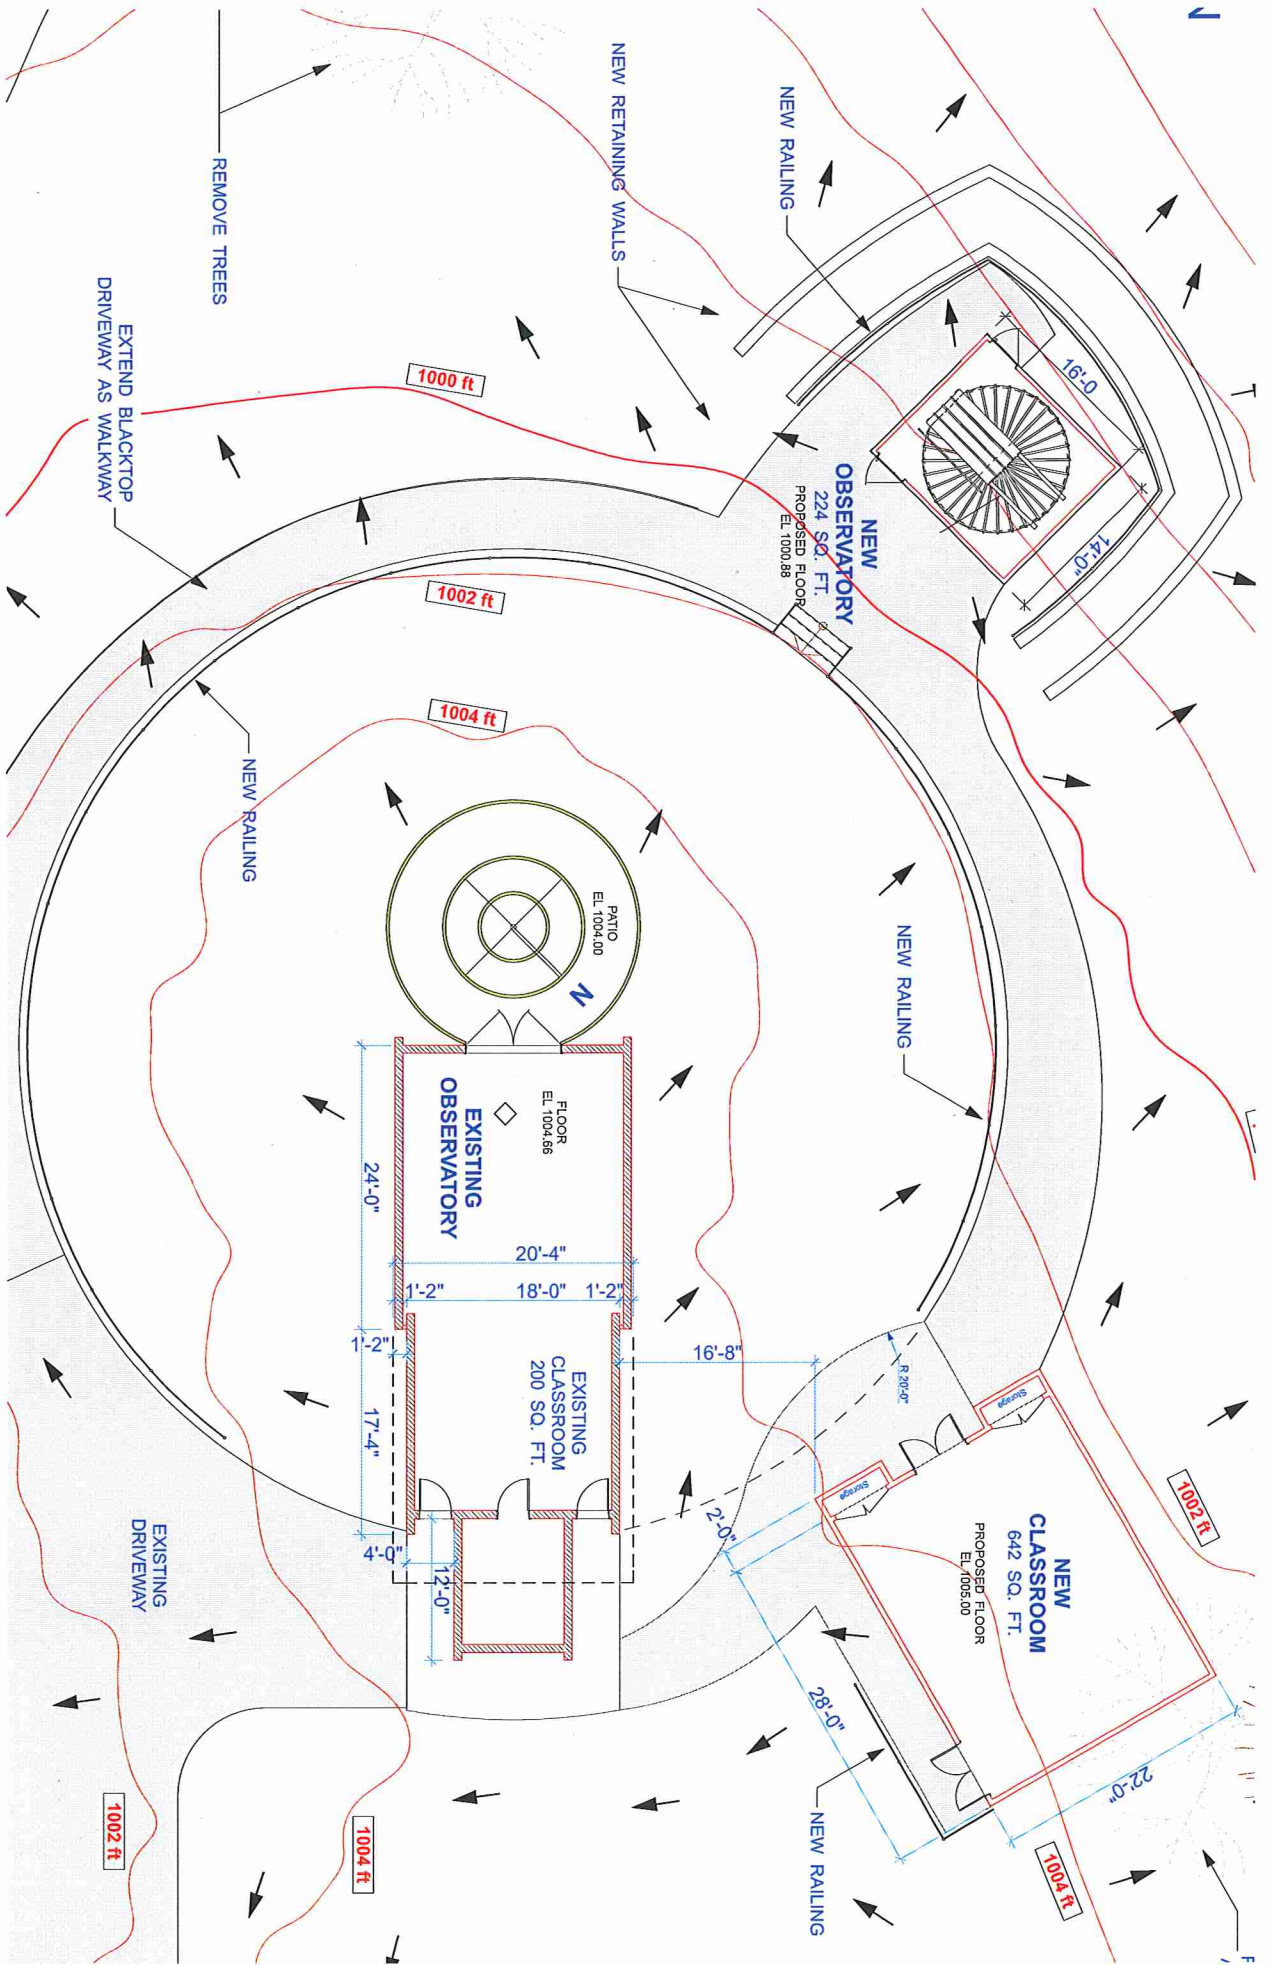 REMOVE TREES
NEW RETAINING WALLS
NEW RAILING
EXTEND BLACKTOP
DRIVEWAY AS WALKWAY
1000 ft
1002 ft
1004 ft
16'-0
14'-0"
NEW
OBSERVATORY
224 SQ. FT.
PROPOSED FLOOR
EL 1000.88
NEW RAILING
PATIO
EL 1004.00
N
NEW RAILING
FLOOR
EL 1004.66
EXISTING
OBSERVATORY
24'-0"
20'-4"
1'-2"
18'-0"
1'-2"
1'-2"
17'-4"
16'-8"
R 20'-0"
EXISTING
CLASSROOM
200 SQ. FT.
4'-0"
12'-0"
Storage
Storage
2'-0"
NEW
CLASSROOM
642 SQ. FT.
PROPOSED FLOOR
EL 1005.00
1002 ft
28'-0"
22'-0"
EXISTING
DRIVEWAY
NEW RAILING
1002 ft
1004 ft
1004 ft